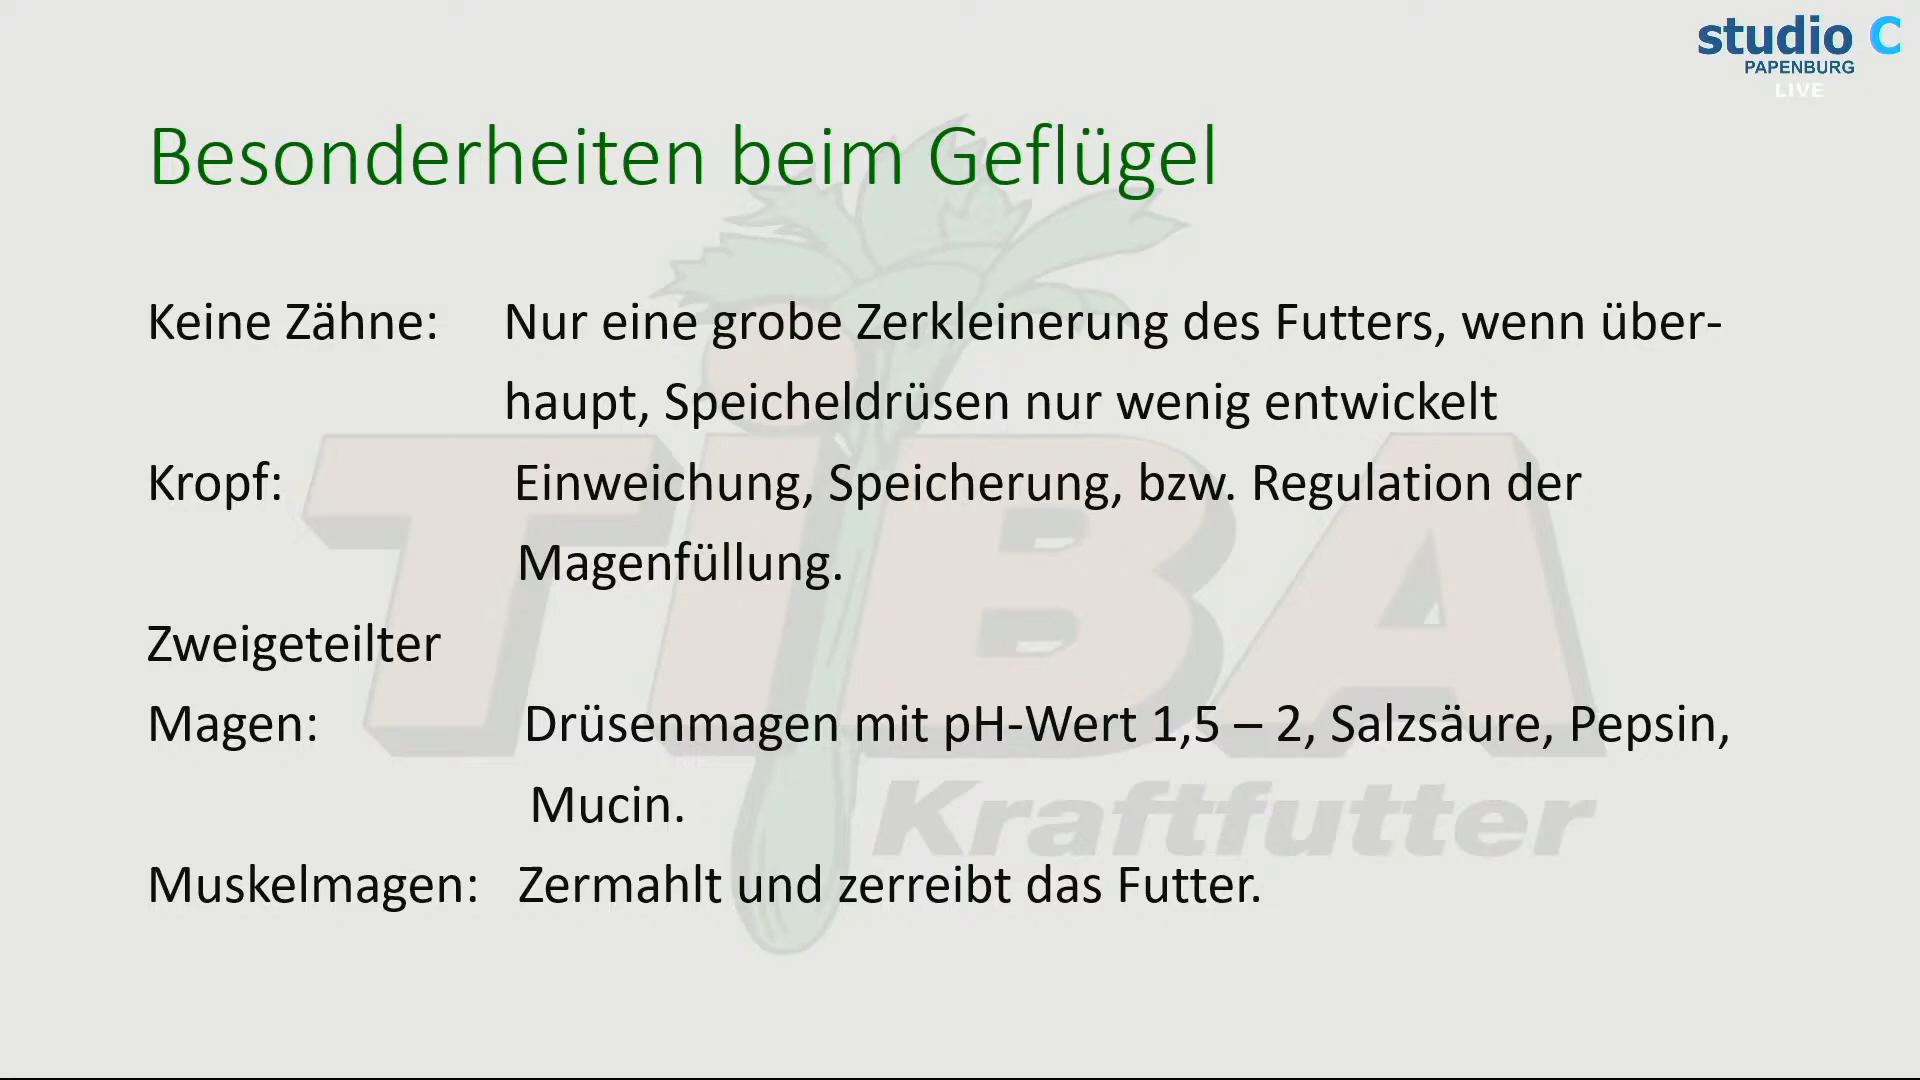 studio C
PAPENBURG
LIVE
Besonderheiten beim Geflügel
Keine Zähne: Nur eine grobe Zerkleinerung des Futters, wenn über-
haupt, Speicheldrüsen nur wenig entwickelt
Kropf: Einweichung, Speicherung, bzw. Regulation der
Magenfüllung.
Zweigeteilter
Magen: Drüsenmagen mit pH-Wert 1,5 – 2, Salzsäure, Pepsin,
Mucin.
Muskelmagen: Zermahlt und zerreibt das Futter.
TiBA
Kraftfutter